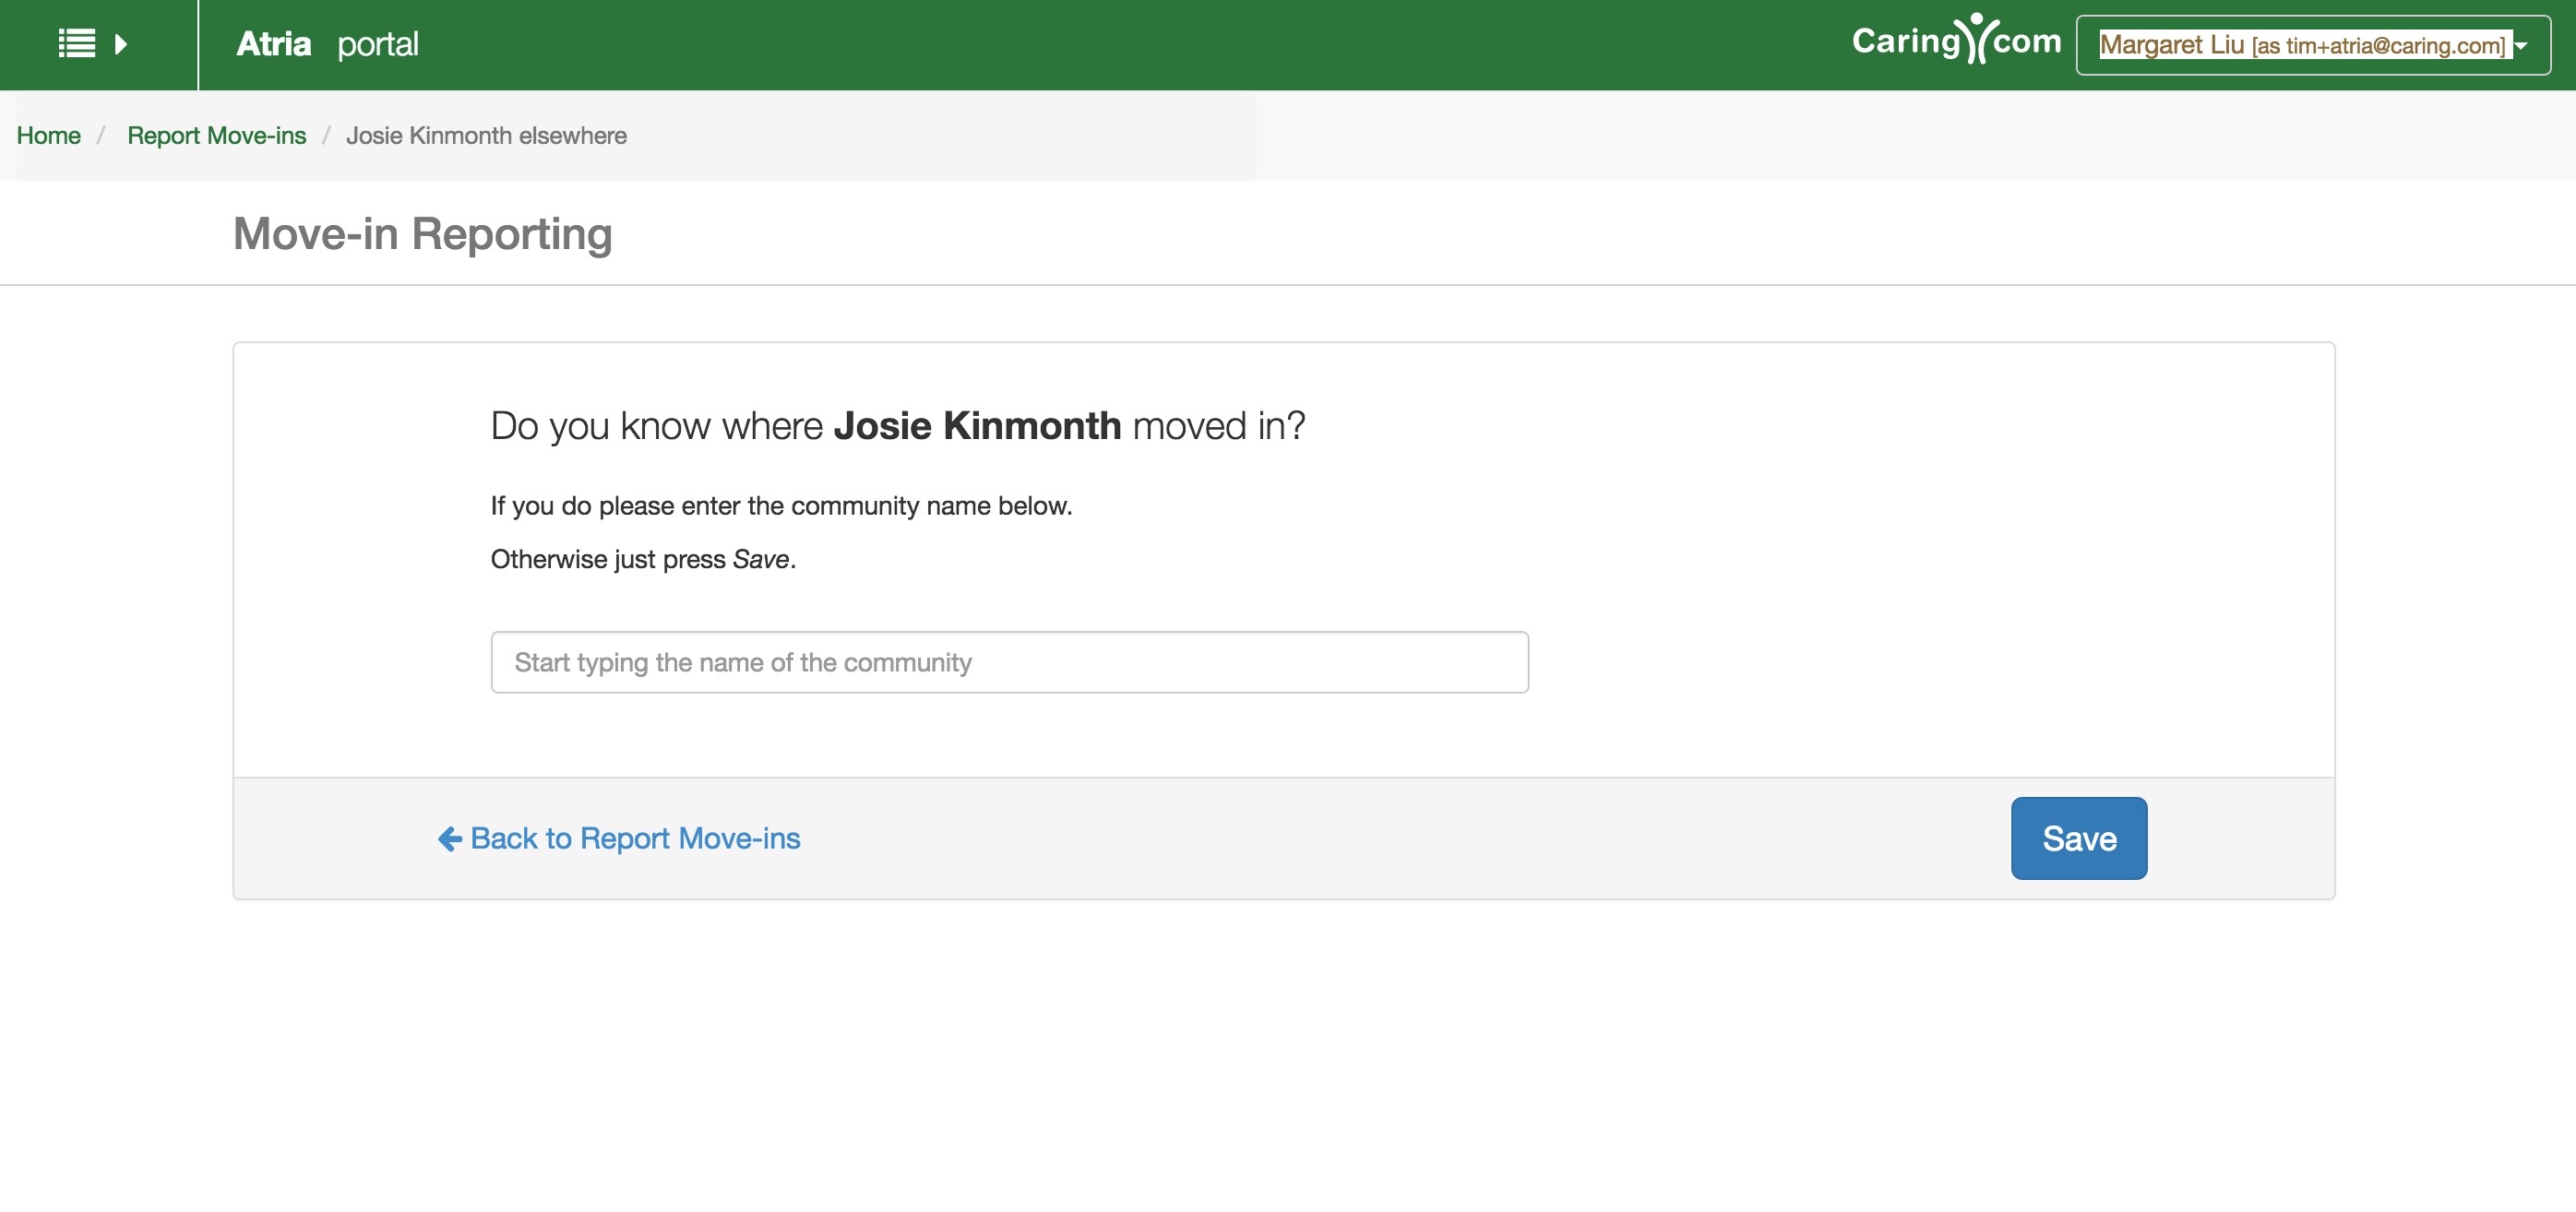 Atria portal
Caring.com
Margaret Liu [as tim+atria@caring.com]
Home / Report Move-ins / Josie Kinmonth elsewhere
Move-in Reporting
Do you know where Josie Kinmonth moved in?
If you do please enter the community name below.
Otherwise just press Save.
Start typing the name of the community
Back to Report Move-ins
Save